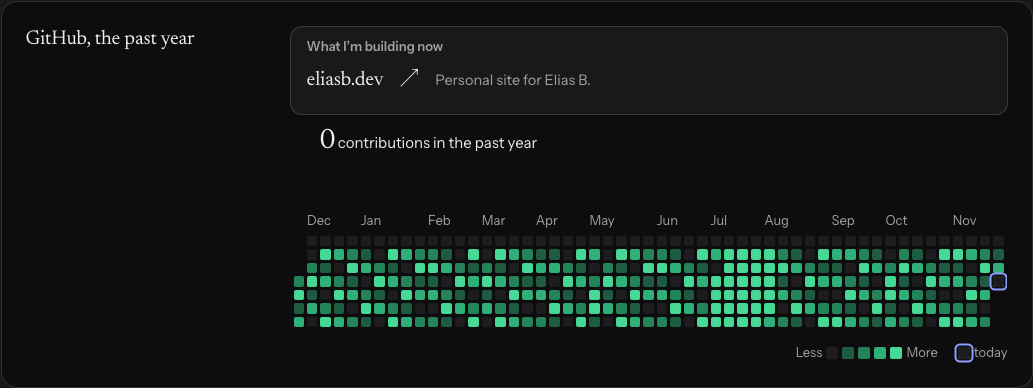 GitHub, the past year
What I'm building now
eliasb.dev ↗ Personal site for Elias B.
0 contributions in the past year
Dec Jan Feb Mar Apr May Jun Jul Aug Sep Oct Nov
Less More today